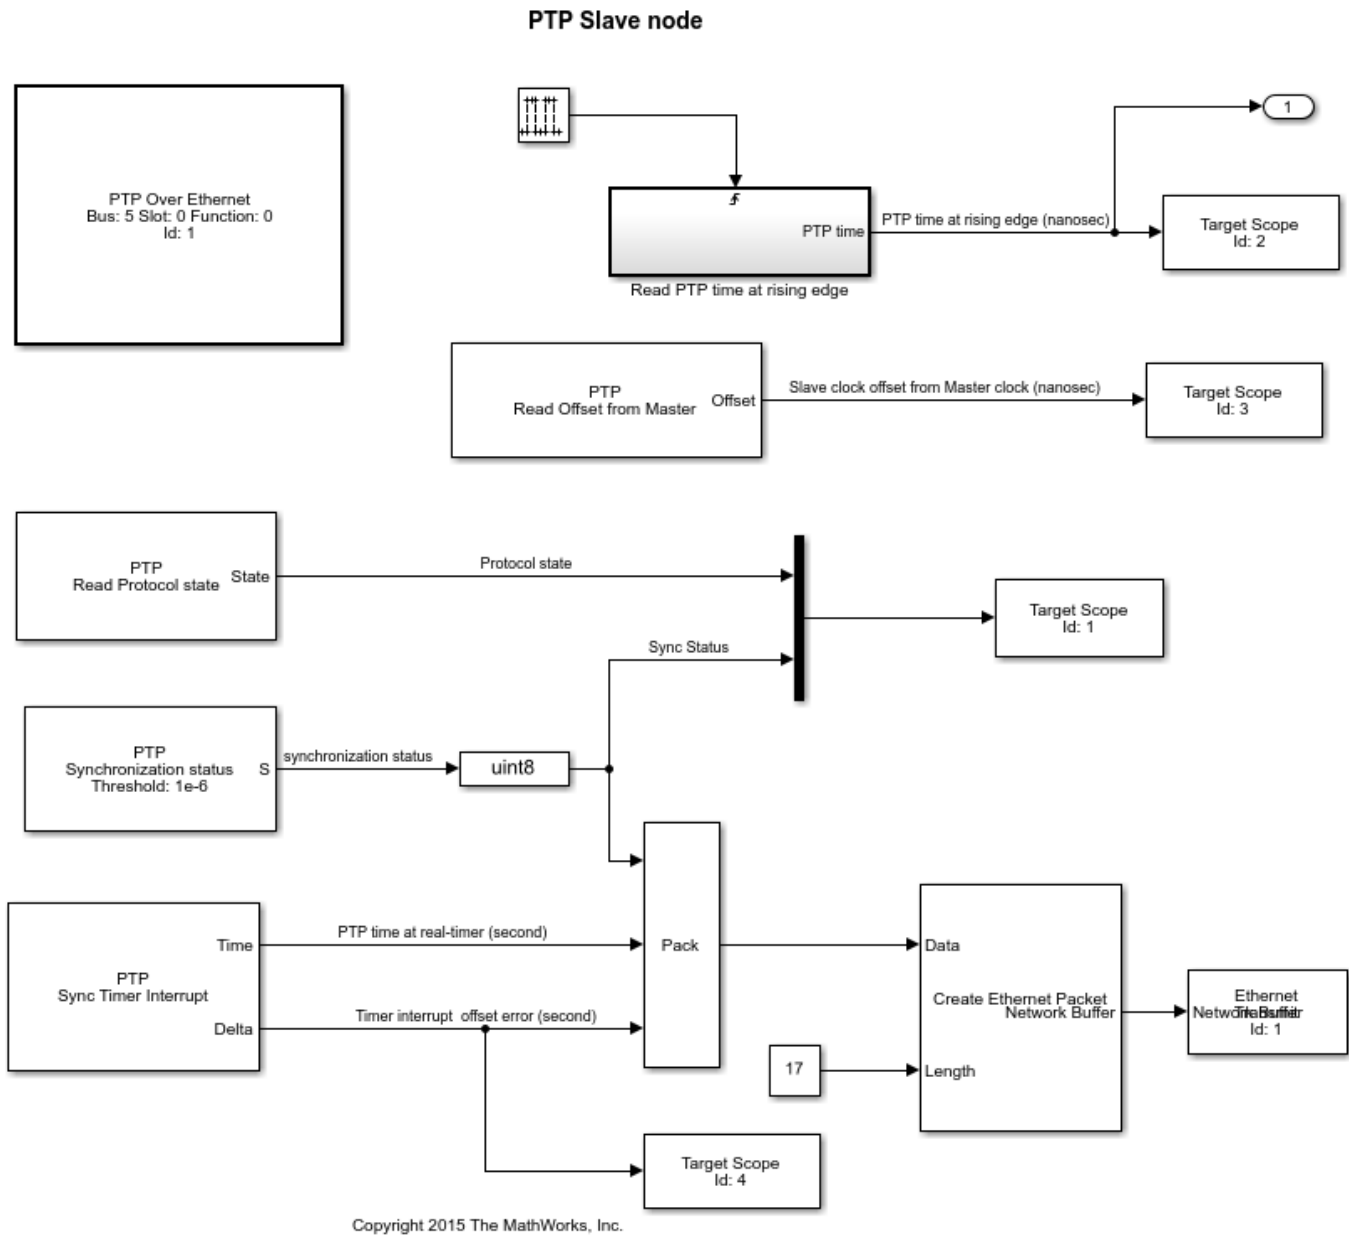 PTP Slave node
PTP Over Ethernet
Bus: 5 Slot: 0 Function: 0
Id: 1
1
PTP time
PTP time at rising edge (nanosec)
Target Scope
Id: 2
Read PTP time at rising edge
PTP
Read Offset from Master
Offset
Slave clock offset from Master clock (nanosec)
Target Scope
Id: 3
PTP
Read Protocol state
State
Protocol state
Target Scope
Id: 1
Sync Status
PTP
Synchronization status
Threshold: 1e-6
S
synchronization status
uint8
Time
PTP
Sync Timer Interrupt
Delta
PTP time at real-timer (second)
Timer interrupt offset error (second)
Pack
Data
Create Ethernet Packet
Network Buffer
Length
17
Ethernet
Network Buffer
Transmit
Id: 1
Target Scope
Id: 4
Copyright 2015 The MathWorks, Inc.